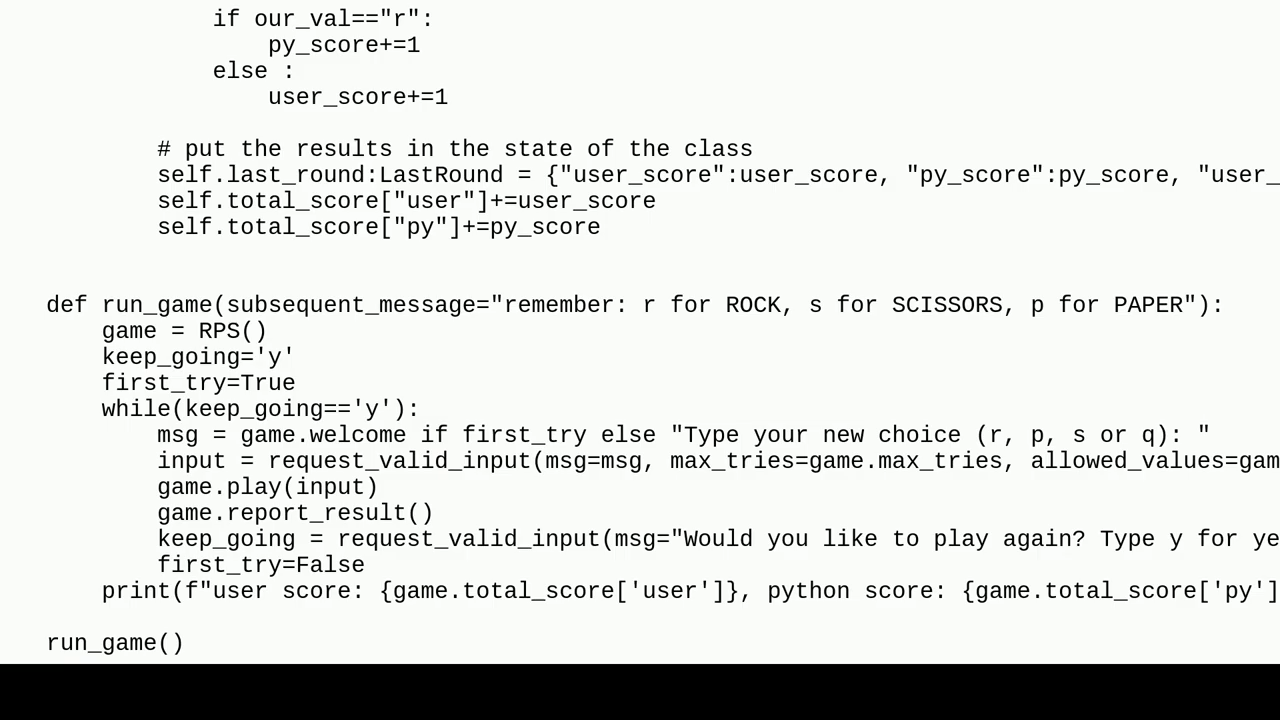 if our_val=="r":
py_score+=1
else :
user_score+=1
# put the results in the state of the class
self.last_round:LastRound = {"user_score":user_score, "py_score":py_score, "user_
self.total_score["user"]+=user_score
self.total_score["py"]+=py_score
def run_game(subsequent_message="remember: r for ROCK, s for SCISSORS, p for PAPER"):
game = RPS()
keep_going='y'
first_try=True
while(keep_going=='y'):
msg = game.welcome if first_try else "Type your new choice (r, p, s or q): "
input = request_valid_input(msg=msg, max_tries=game.max_tries, allowed_values=gam
game.play(input)
game.report_result()
keep_going = request_valid_input(msg="Would you like to play again? Type y for ye
first_try=False
print(f"user score: {game.total_score['user']}, python score: {game.total_score['py']
run_game()